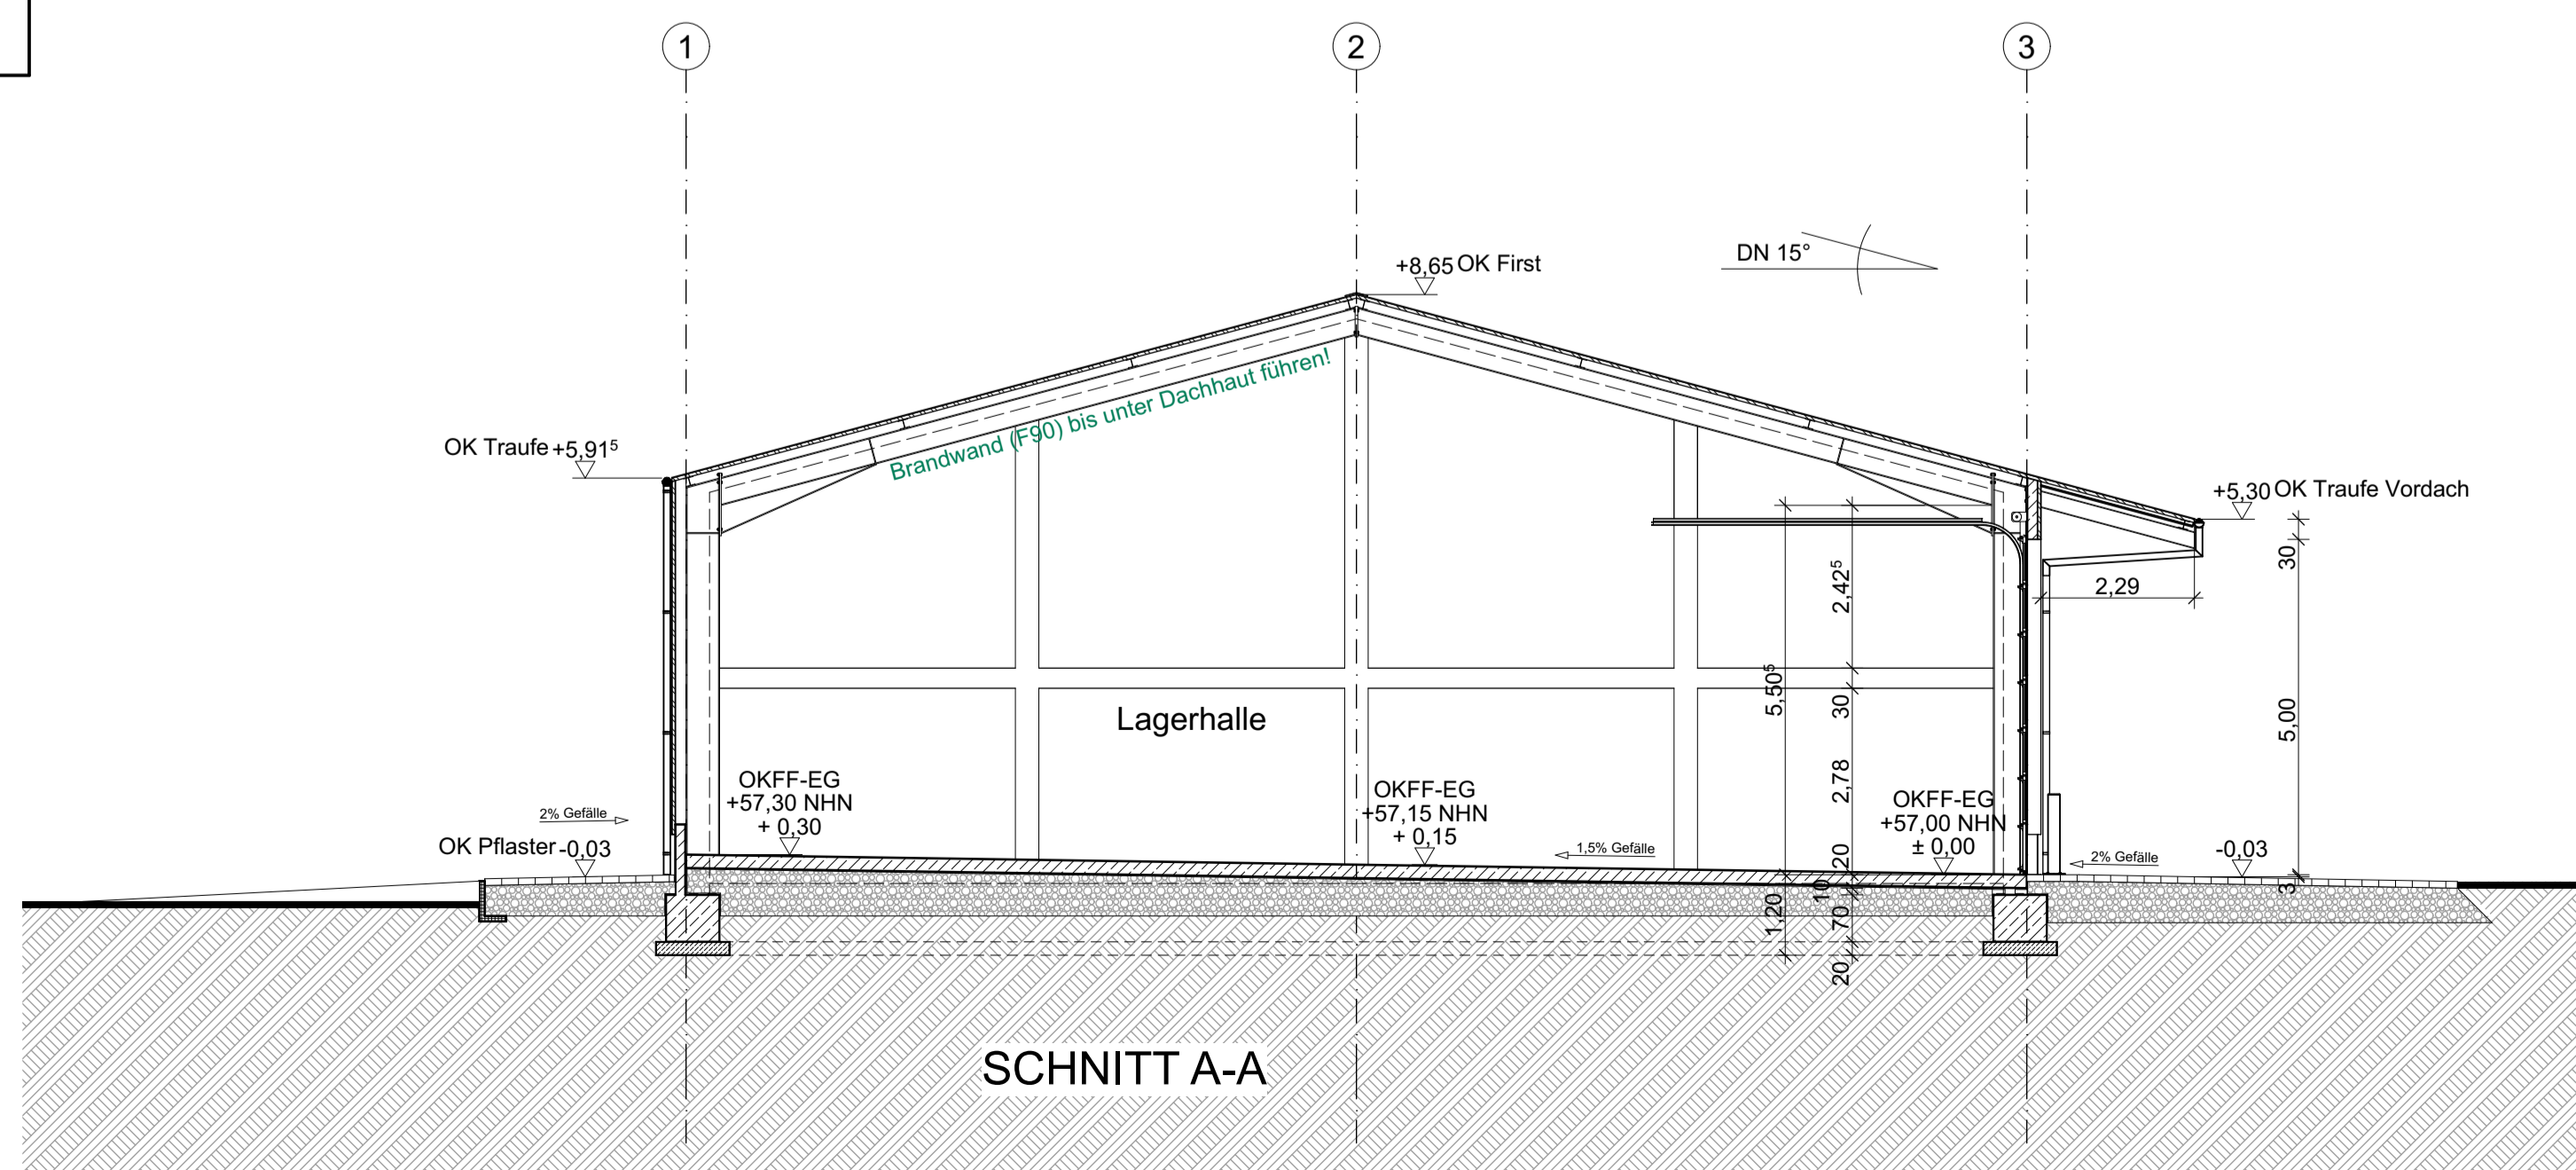 1
2
3
+8,65 OK First
DN 15°
Brandwand (F90) bis unter Dachhaut führen!
OK Traufe +5,91⁵
+5,30 OK Traufe Vordach
30
2,42⁵
2,29
5,50⁵
30
5,00
Lagerhalle
OKFF-EG
+57,30 NHN
+ 0,30
OKFF-EG
+57,15 NHN
+ 0,15
2,78
OKFF-EG
+57,00 NHN
± 0,00
2% Gefälle
OK Pflaster -0,03
1,5% Gefälle
20
2% Gefälle
-0,03
3
10
1,20
70
20
SCHNITT A-A